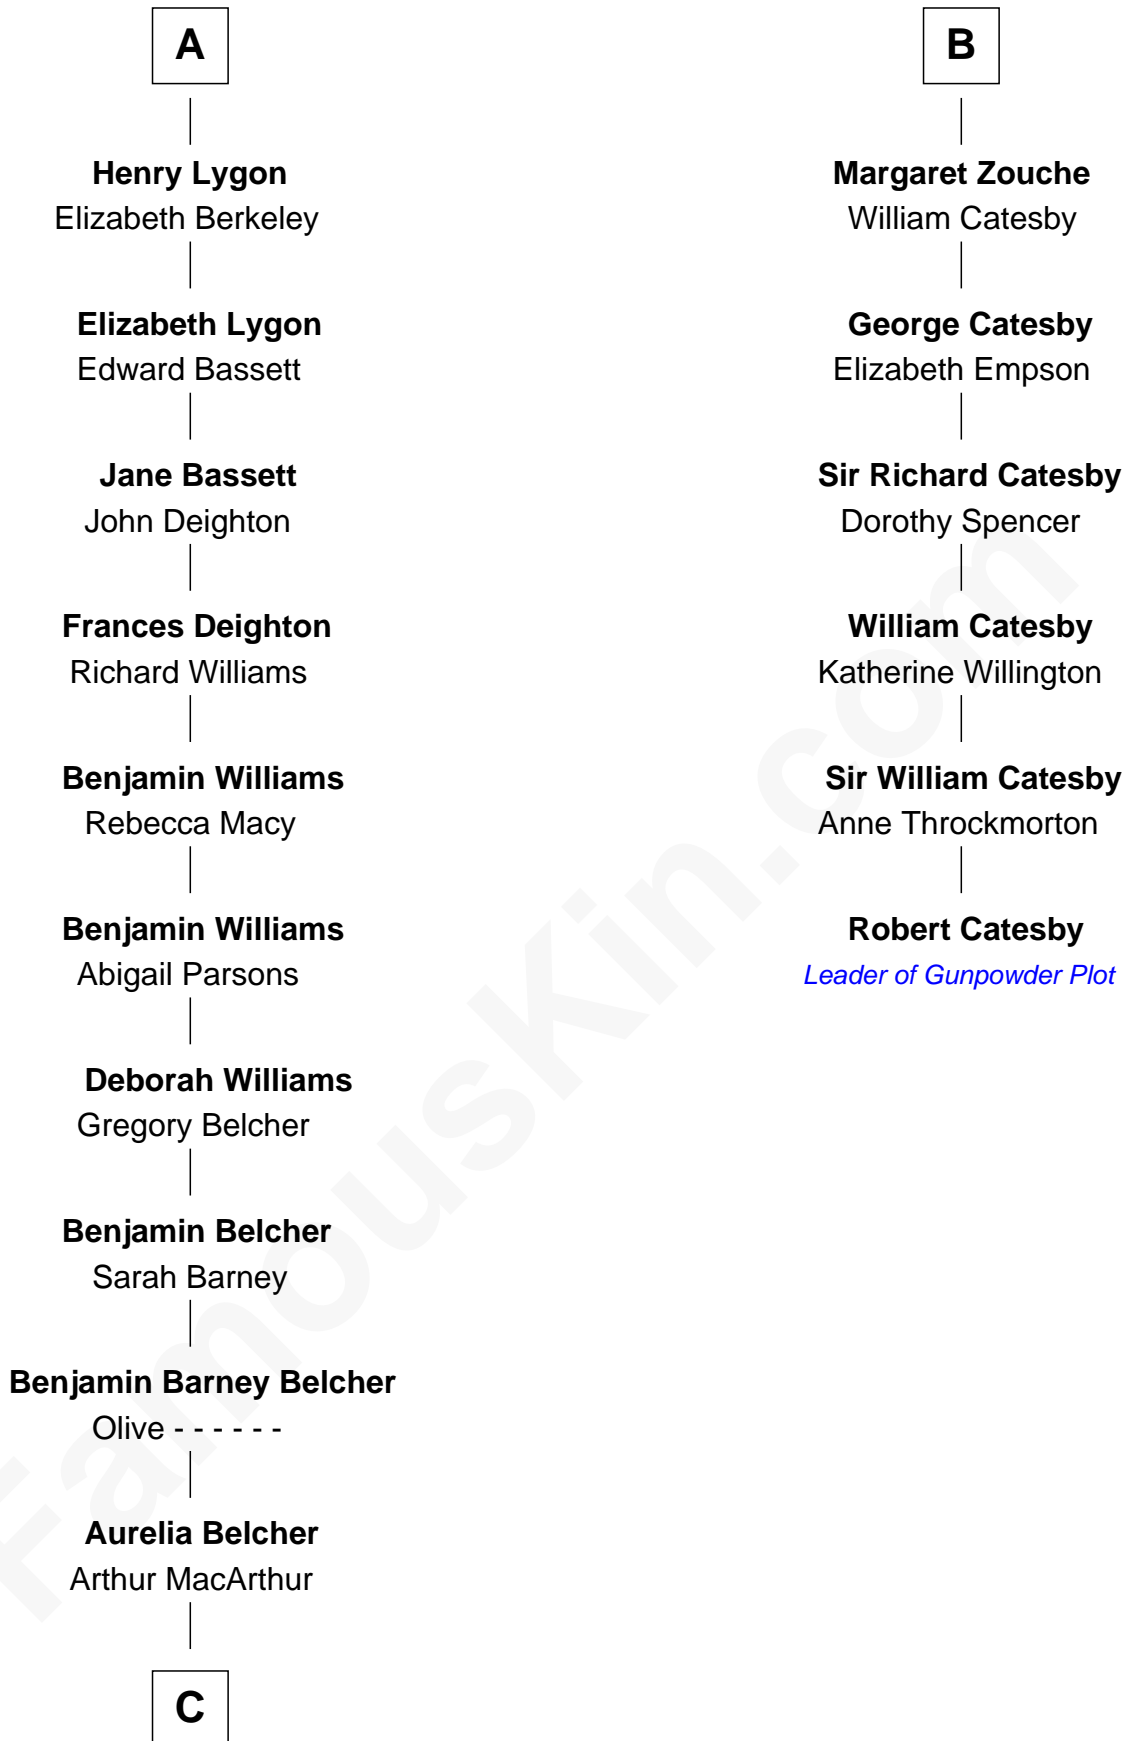 A
Henry Lygon
Elizabeth Berkeley
Elizabeth Lygon
Edward Bassett
Jane Bassett
John Deighton
Frances Deighton
Richard Williams
Benjamin Williams
Rebecca Macy
Benjamin Williams
Abigail Parsons
Deborah Williams
Gregory Belcher
Benjamin Belcher
Sarah Barney
Benjamin Barney Belcher
Olive - - - - - -
Aurelia Belcher
Arthur MacArthur
C
B
Margaret Zouche
William Catesby
George Catesby
Elizabeth Empson
Sir Richard Catesby
Dorothy Spencer
William Catesby
Katherine Willington
Sir William Catesby
Anne Throckmorton
Robert Catesby
Leader of Gunpowder Plot
FamousKin.com